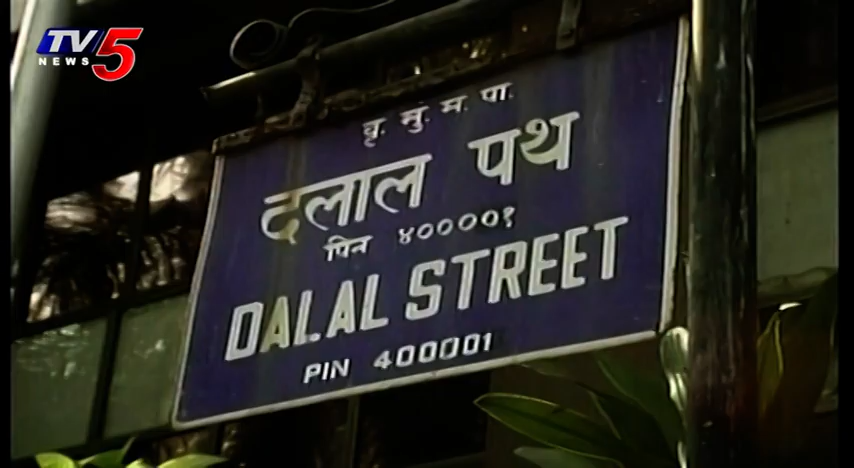 TV5
NEWS
बृ. मुं. म. पा.
दलाल पथ
पिन ४००००१
DALAL STREET
PIN 400001